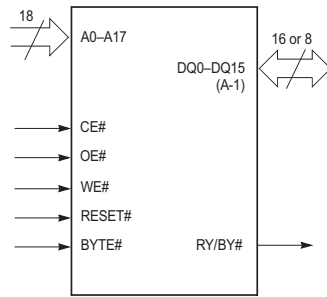 18
A0–A17
16 or 8
DQ0–DQ15
(A-1)
CE#
OE#
WE#
RESET#
BYTE#
RY/BY#